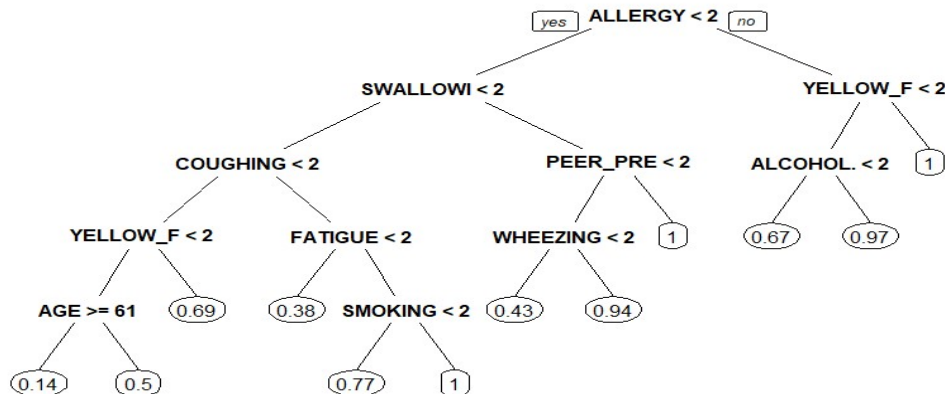 yes ALLERGY < 2 no
SWALLOWI < 2 YELLOW_F < 2
COUGHING < 2 PEER_PRE < 2 ALCOHOL. < 2 1
YELLOW_F < 2 FATIGUE < 2 WHEEZING < 2 1 0.67 0.97
AGE >= 61 0.69 0.38 SMOKING < 2 0.43 0.94
0.14 0.5 0.77 1